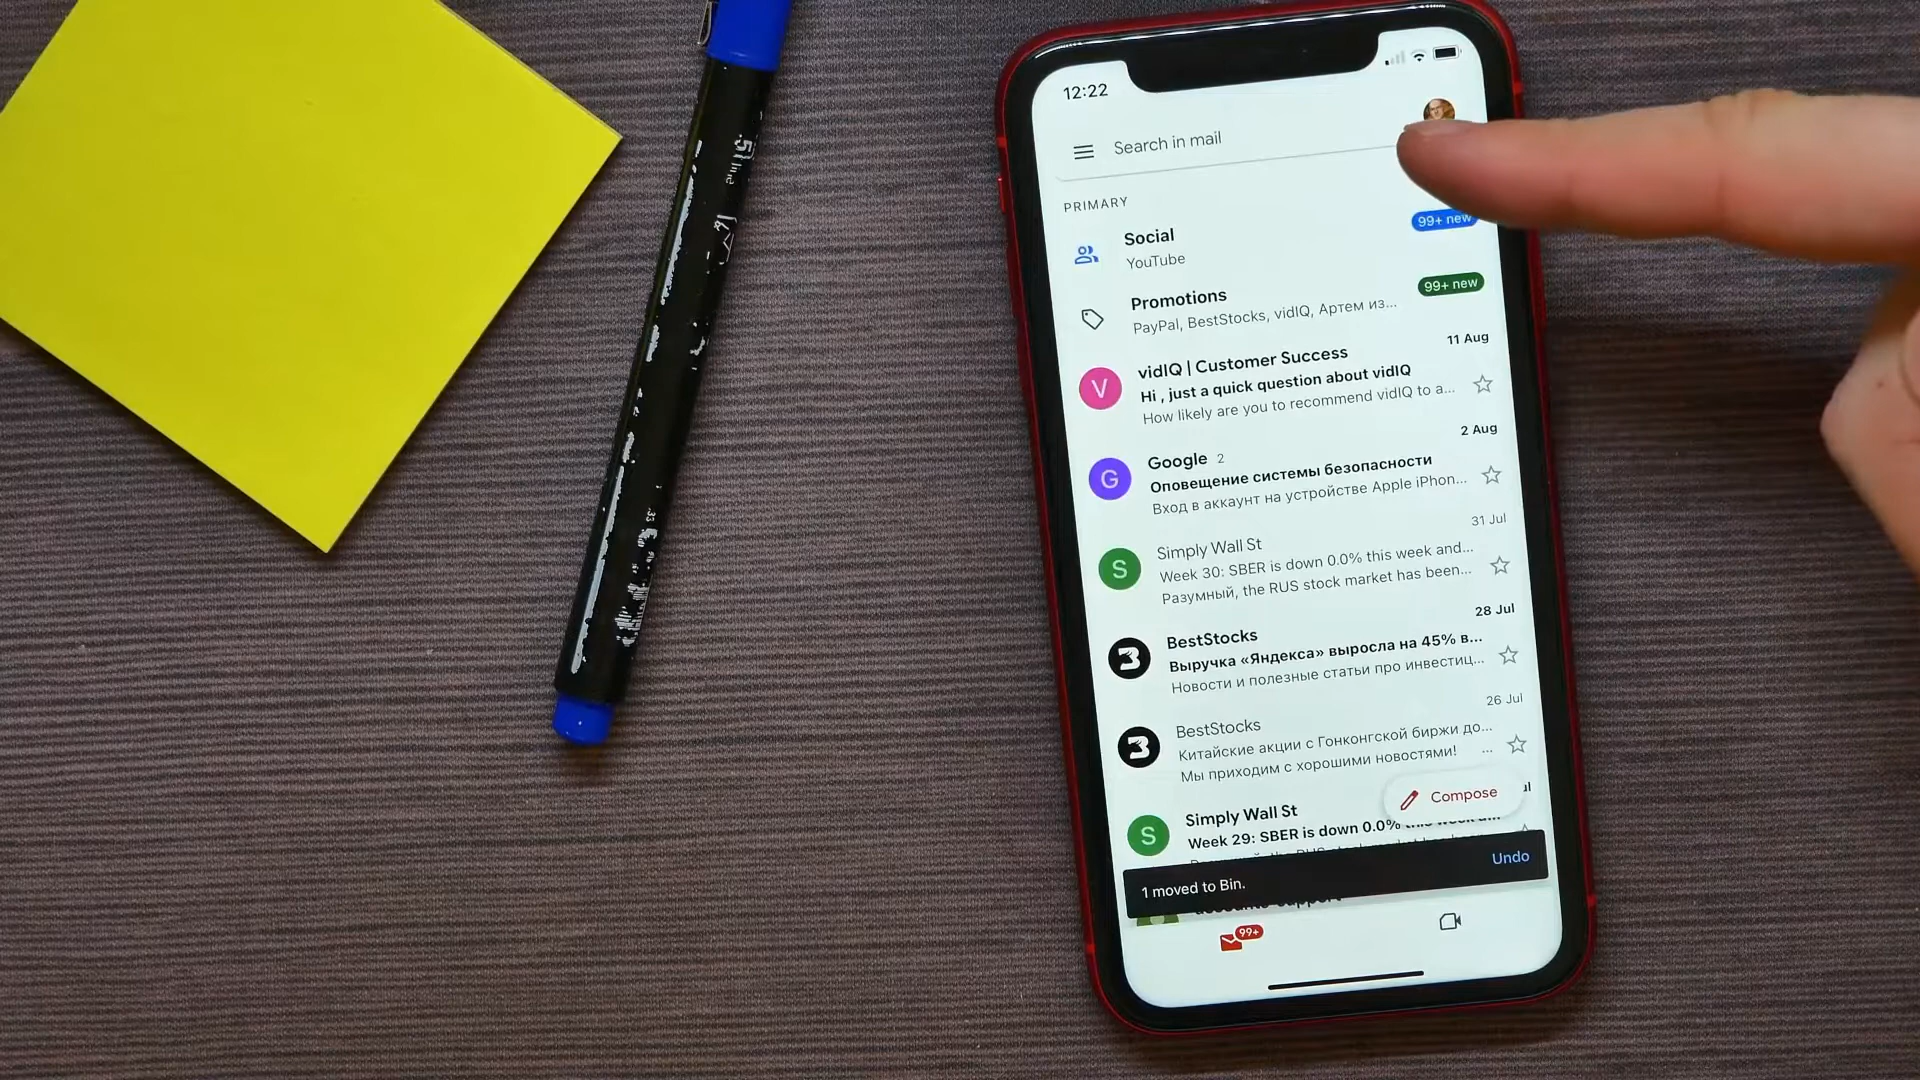 12:22
Search in mail
PRIMARY
Social
99+ new
YouTube
Promotions
99+ new
PayPal, BestStocks, vidIQ, Артем из...
11 Aug
V
vidIQ | Customer Success
Hi , just a quick question about vidIQ
How likely are you to recommend vidIQ to a...
2 Aug
G
Google 2
Оповещение системы безопасности
Вход в аккаунт на устройстве Apple iPhon...
31 Jul
S
Simply Wall St
Week 30: SBER is down 0.0% this week and...
Разумный, the RUS stock market has been...
28 Jul
BestStocks
Выручка «Яндекса» выросла на 45% в...
Новости и полезные статьи про инвестиц...
26 Jul
BestStocks
Китайские акции с Гонконгской биржи до...
Мы приходим с хорошими новостями! ...
Compose
S
Simply Wall St
Week 29: SBER is down 0.0%
1 moved to Bin.
Undo
99+